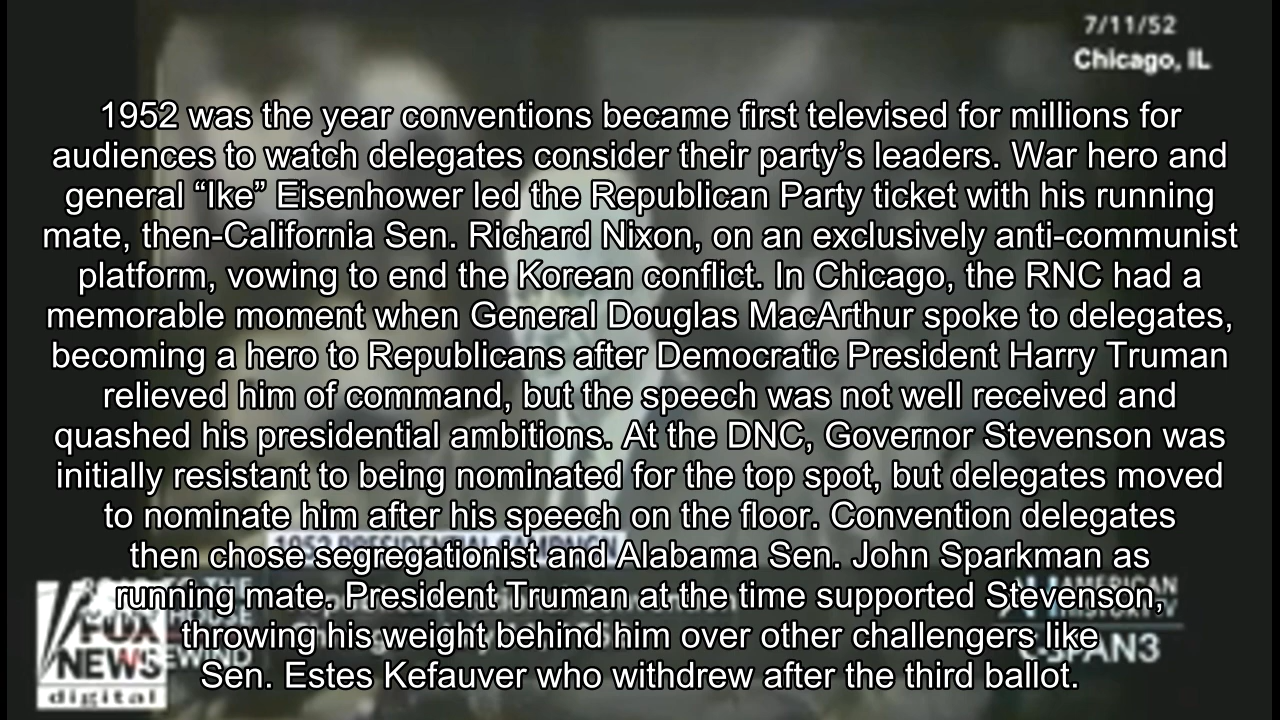 7/11/52
Chicago, IL
1952 was the year conventions became first televised for millions for
audiences to watch delegates consider their party’s leaders. War hero and
general “Ike” Eisenhower led the Republican Party ticket with his running
mate, then-California Sen. Richard Nixon, on an exclusively anti-communist
platform, vowing to end the Korean conflict. In Chicago, the RNC had a
memorable moment when General Douglas MacArthur spoke to delegates,
becoming a hero to Republicans after Democratic President Harry Truman
relieved him of command, but the speech was not well received and
quashed his presidential ambitions. At the DNC, Governor Stevenson was
initially resistant to being nominated for the top spot, but delegates moved
to nominate him after his speech on the floor. Convention delegates
then chose segregationist and Alabama Sen. John Sparkman as
running mate. President Truman at the time supported Stevenson,
throwing his weight behind him over other challengers like
Sen. Estes Kefauver who withdrew after the third ballot.
1952 PRESIDENTIAL CAMPAIGN
AMERICAN
HISTORY TV
C-SPAN3
FOX
NEWS
digital